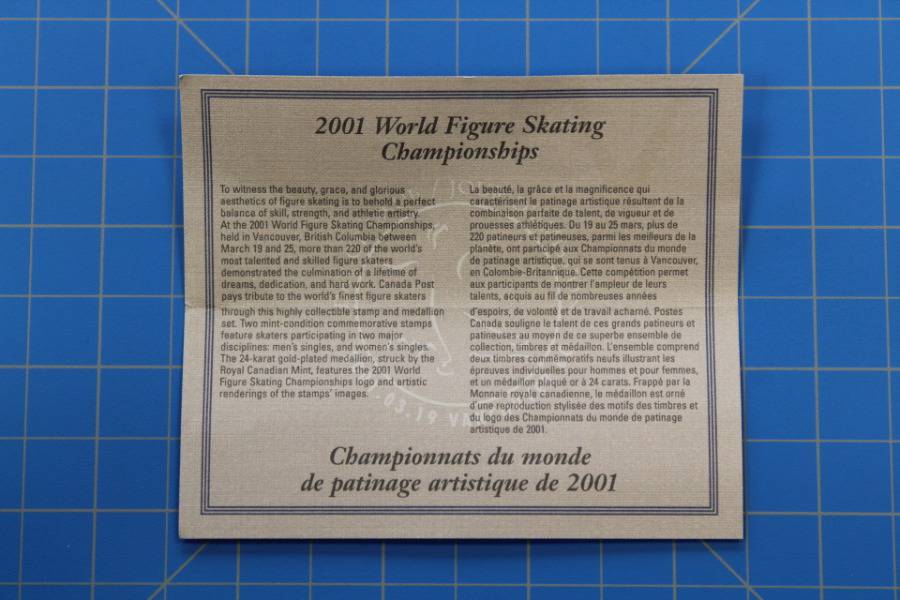 2001 World Figure Skating
Championships
To witness the beauty, grace, and glorious
aesthetics of figure skating is to behold a perfect
balance of skill, strength, and athletic artistry.
At the 2001 World Figure Skating Championships,
held in Vancouver, British Columbia between
March 19 and 25, more than 220 of the world's
most talented and skilled figure skaters
demonstrated the culmination of a lifetime of
dreams, dedication, and hard work. Canada Post
pays tribute to the world's finest figure skaters
through this highly collectible stamp and medallion
set. Two mint-condition commemorative stamps
feature skaters participating in two major
disciplines: men's singles, and women's singles.
The 24-karat gold-plated medallion, struck by the
Royal Canadian Mint, features the 2001 World
Figure Skating Championships logo and artistic
renderings of the stamps' images.
La beauté, la grâce et la magnificence qui
caractérisent le patinage artistique résultent de la
combinaison parfaite de talent, de vigueur et de
prouesses athlétiques. Du 19 au 25 mars, plus de
220 patineurs et patineuses, parmi les meilleurs de la
planète, ont participé aux Championnats du monde
de patinage artistique, qui se sont tenus à Vancouver,
en Colombie-Britannique. Cette compétition permet
aux participants de montrer l'ampleur de leurs
talents, acquis au fil de nombreuses années
d'espoirs, de volonté et de travail acharné. Postes
Canada souligne le talent de ces grands patineurs et
patineuses au moyen de ce superbe ensemble de
collection, timbres et médaillon. L'ensemble comprend
deux timbres commémoratifs neufs illustrant les
épreuves individuelles pour hommes et pour femmes,
et un médaillon plaqué or à 24 carats. Frappé par la
Monnaie royale canadienne, le médaillon est orné
d'une reproduction stylisée des motifs des timbres et
du logo des Championnats du monde de patinage
artistique de 2001.
.03.19
Championnats du monde
de patinage artistique de 2001